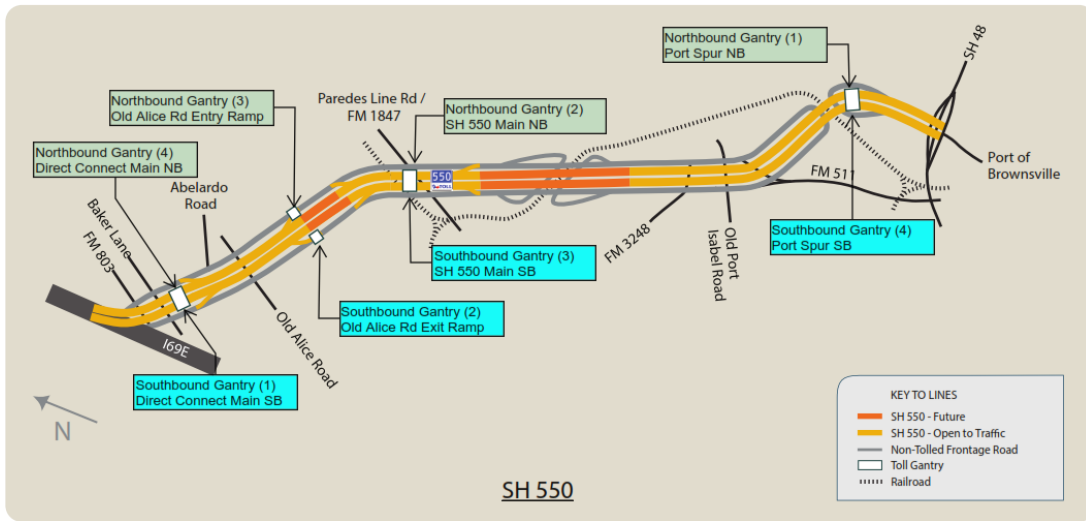 Northbound Gantry (1)
Port Spur NB
SH 48
Northbound Gantry (3)
Old Alice Rd Entry Ramp
Paredes Line Rd /
FM 1847
Northbound Gantry (2)
SH 550 Main NB
Northbound Gantry (4)
Direct Connect Main NB
Abelardo
Road
Baker Lane
FM 803
550
Port of
Brownsville
FM 511
FM 3248
Old Port
Isabel Road
Southbound Gantry (4)
Port Spur SB
Southbound Gantry (3)
SH 550 Main SB
Southbound Gantry (2)
Old Alice Rd Exit Ramp
Old Alice Road
I69E
Southbound Gantry (1)
Direct Connect Main SB
N
KEY TO LINES
SH 550 - Future
SH 550 - Open to Traffic
Non-Tolled Frontage Road
Toll Gantry
Railroad
SH 550